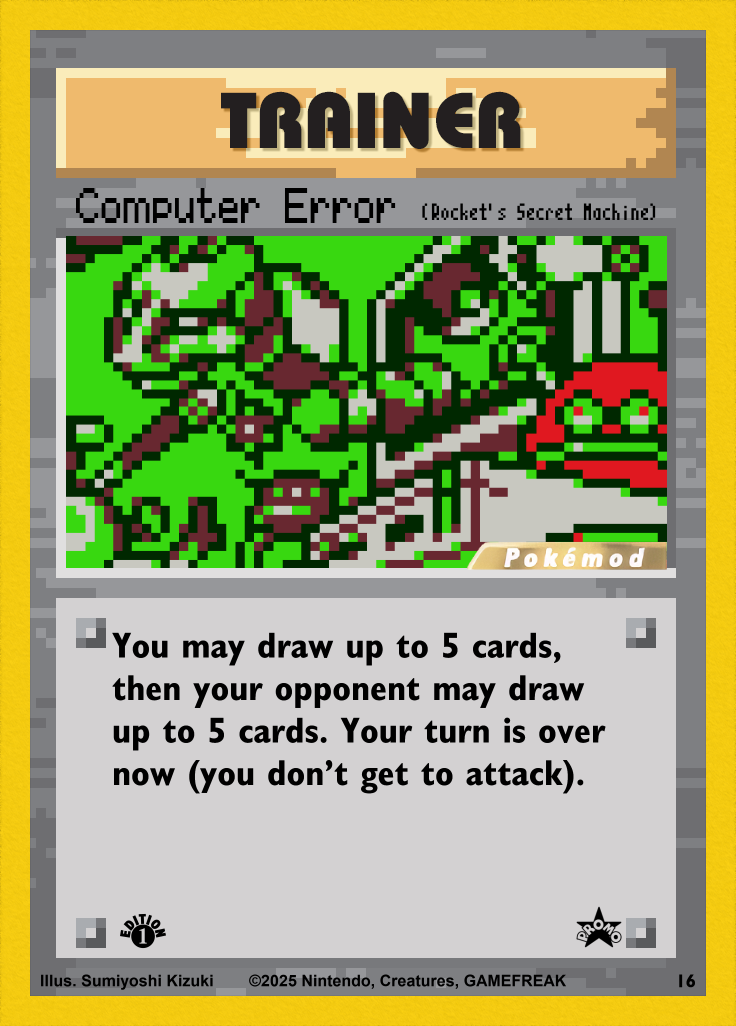 TRAINER
Computer Error (Rocket's Secret Machine)
Pokémod
You may draw up to 5 cards,
then your opponent may draw
up to 5 cards. Your turn is over
now (you don't get to attack).
EDITION 1
PROMO
Illus. Sumiyoshi Kizuki ©2025 Nintendo, Creatures, GAMEFREAK 16